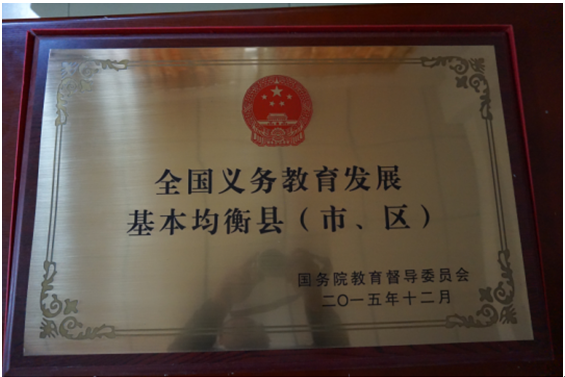 全国义务教育发展
基本均衡县（市、区）
国务院教育督导委员会
二〇一五年十二月